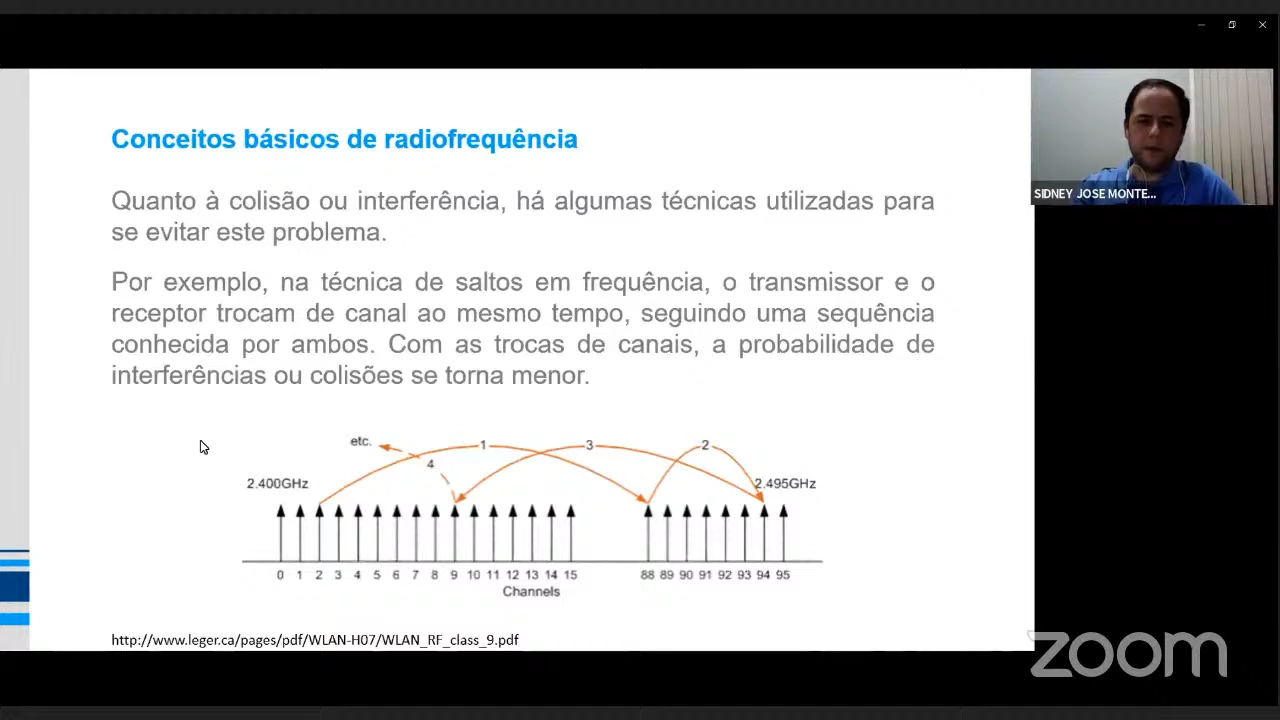 Conceitos básicos de radiofrequência
Quanto à colisão ou interferência, há algumas técnicas utilizadas para
se evitar este problema.
Por exemplo, na técnica de saltos em frequência, o transmissor e o
receptor trocam de canal ao mesmo tempo, seguindo uma sequência
conhecida por ambos. Com as trocas de canais, a probabilidade de
interferências ou colisões se torna menor.
etc.
1
3
2
4
2.400GHz
2.495GHz
0 1 2 3 4 5 6 7 8 9 10 11 12 13 14 15 88 89 90 91 92 93 94 95
Channels
http://www.leger.ca/pages/pdf/WLAN-H07/WLAN_RF_class_9.pdf
SIDNEY JOSE MONTE...
zoom